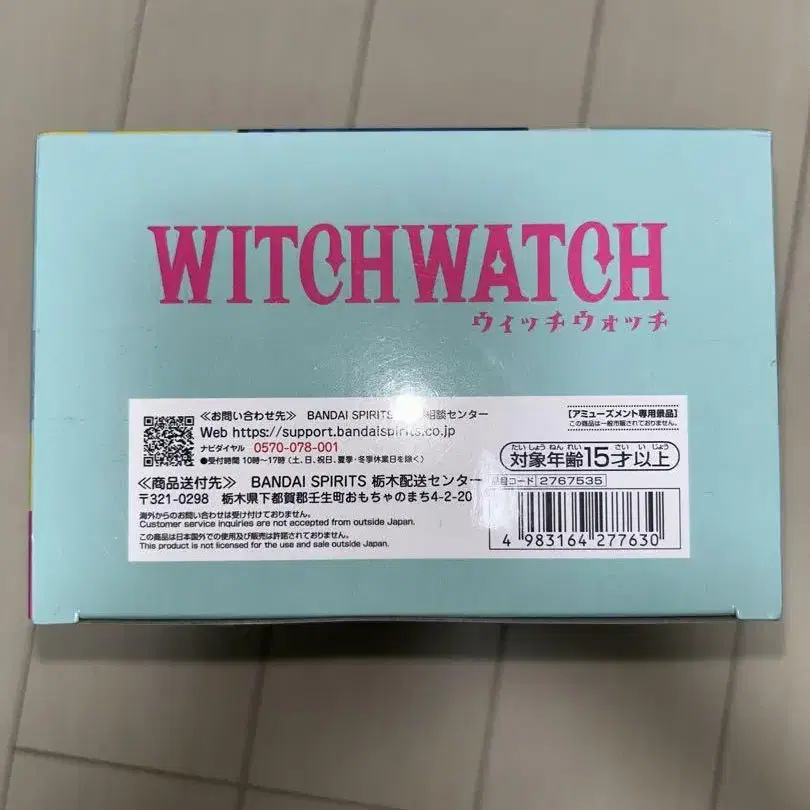 WITCHWATCH
ウィッチウォッチ
≪お問い合わせ先≫ BANDAI SPIRITS 相談センター
Web https://support.bandaispirits.co.jp
ナビダイヤル 0570-078-001
●受付時間 10時～17時(土、日、祝日、夏季・冬季休業日を除く)
≪商品送付先≫ BANDAI SPIRITS 栃木配送センター
〒321-0298 栃木県下都賀郡壬生町おもちゃのまち4-2-20
海外からのお問い合わせは受け付けておりません。
Customer service inquiries are not accepted from outside Japan.
この商品は日本国外での使用及び販売は許諾されておりません。
This product is not licensed for the use and sale outside Japan.
[アミューズメント専用景品]
この商品は一般市販されておりません。
たいしょうねんれい さい いじょう
対象年齢15才以上
品目コード 2767535
4 983164 277630